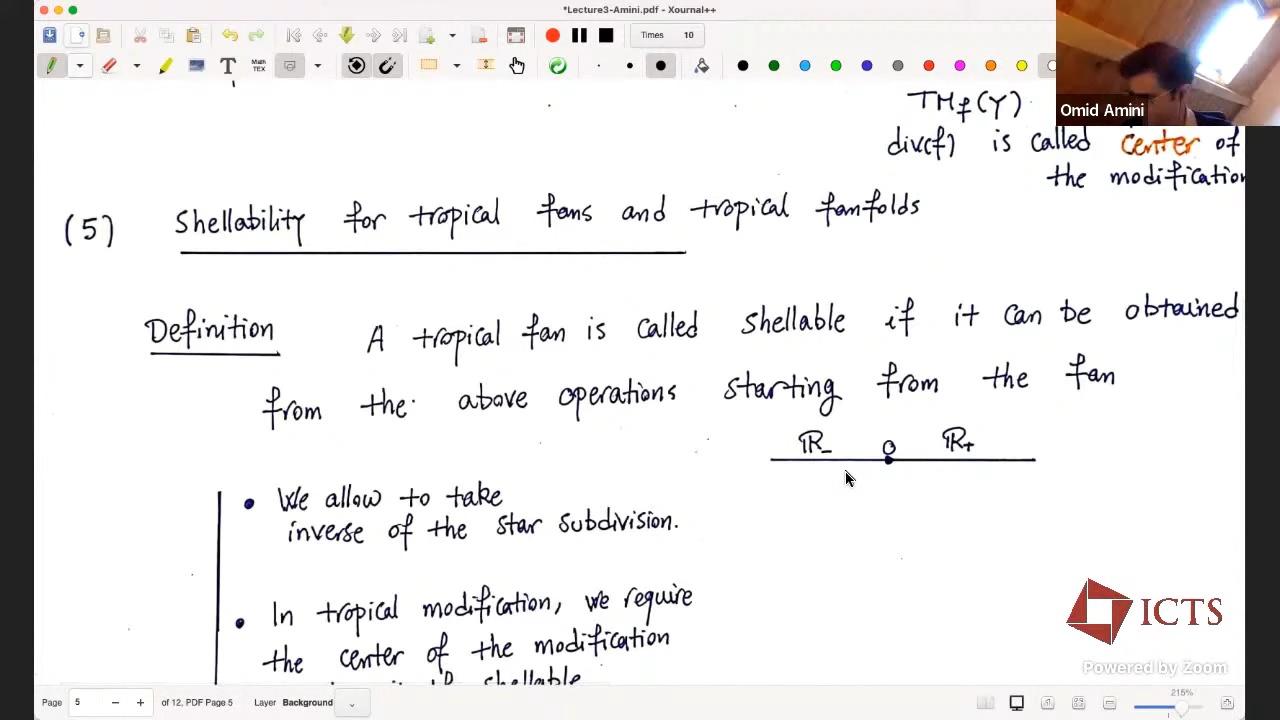 *Lecture3-Amini.pdf - Xournal++
Times 10
TMf(Y)
div(f) is called center of
the modification
Omid Amini
(5) Shellability for tropical fans and tropical fanfolds
Definition A tropical fan is called shellable if it can be obtained
from the above operations starting from the fan
ℝ₋ 0 ℝ₊
• We allow to take
inverse of the star subdivision.
• In tropical modification, we require
the center of the modification
shellable
ICTS
Powered by Zoom
Page 5 of 12, PDF Page 5 Layer Background 215%